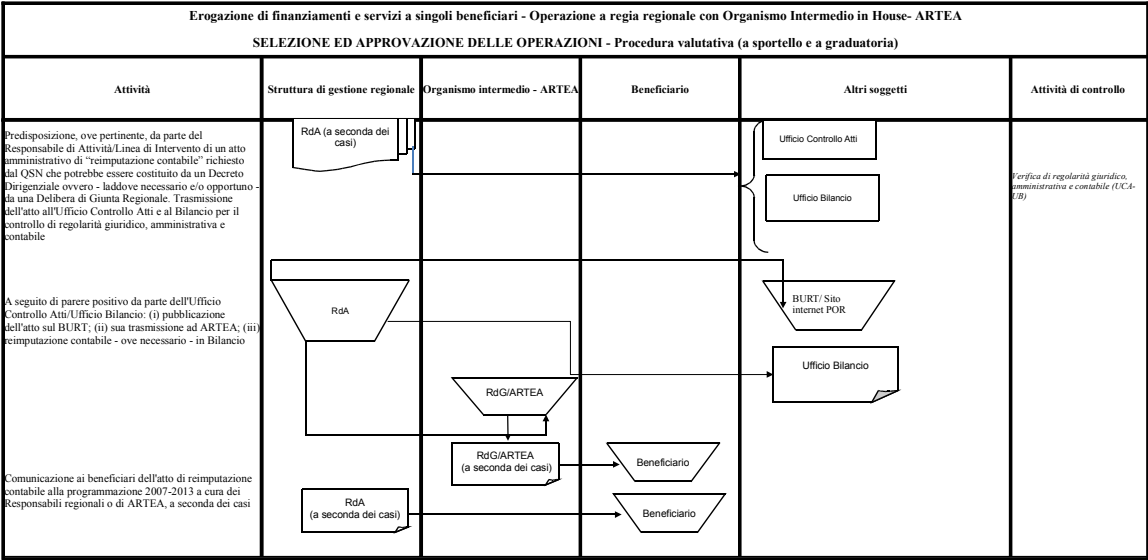 Erogazione di finanziamenti e servizi a singoli beneficiari - Operazione a regia regionale con Organismo Intermedio in House- ARTEA
SELEZIONE ED APPROVAZIONE DELLE OPERAZIONI - Procedura valutativa (a sportello e a graduatoria)
Attività
Struttura di gestione regionale
Organismo intermedio - ARTEA
Beneficiario
Altri soggetti
Attività di controllo
Predisposizione, ove pertinente, da parte del
Responsabile di Attività/Linea di Intervento di un atto
amministrativo di “reimputazione contabile” richiesto
dal QSN che potrebbe essere costituito da un Decreto
Dirigenziale ovvero - laddove necessario e/o opportuno -
da una Delibera di Giunta Regionale. Trasmissione
dell'atto all'Ufficio Controllo Atti e al Bilancio per il
controllo di regolarità giuridico, amministrativa e
contabile
RdA (a seconda dei
casi)
Ufficio Controllo Atti
Ufficio Bilancio
Verifica di regolarità giuridico,
amministrativa e contabile (UCA-
UB)
A seguito di parere positivo da parte dell'Ufficio
Controllo Atti/Ufficio Bilancio: (i) pubblicazione
dell'atto sul BURT; (ii) sua trasmissione ad ARTEA; (iii)
reimputazione contabile - ove necessario - in Bilancio
RdA
BURT/ Sito
internet POR
Ufficio Bilancio
RdG/ARTEA
RdG/ARTEA
(a seconda dei casi)
Beneficiario
Comunicazione ai beneficiari dell'atto di reimputazione
contabile alla programmazione 2007-2013 a cura dei
Responsabili regionali o di ARTEA, a seconda dei casi
RdA
(a seconda dei casi)
Beneficiario